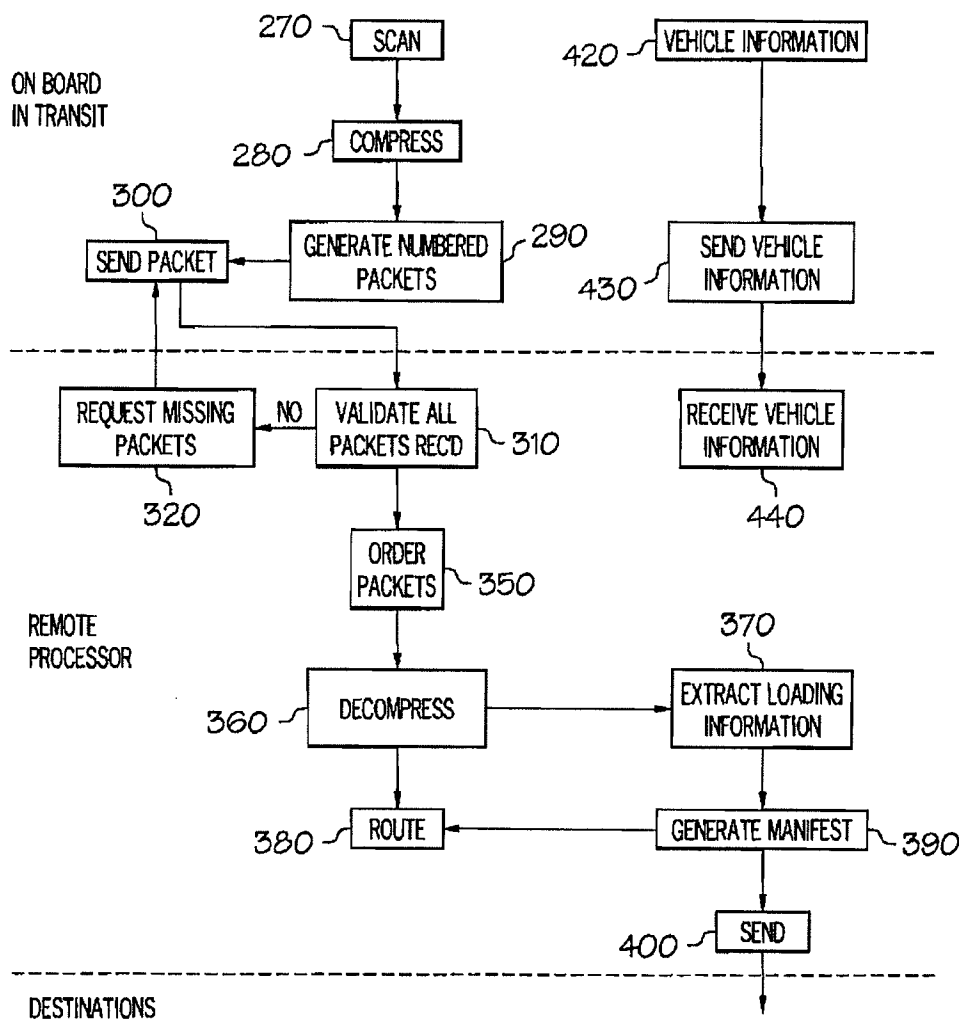 270
SCAN
420
VEHICLE INFORMATION
ON BOARD
IN TRANSIT
280
COMPRESS
300
SEND PACKET
GENERATE NUMBERED
PACKETS
290
SEND VEHICLE
INFORMATION
430
REQUEST MISSING
PACKETS
320
NO
VALIDATE ALL
PACKETS REC'D
310
RECEIVE VEHICLE
INFORMATION
440
ORDER
PACKETS
350
REMOTE
PROCESSOR
360
DECOMPRESS
370
EXTRACT LOADING
INFORMATION
380
ROUTE
GENERATE MANIFEST
390
400
SEND
DESTINATIONS